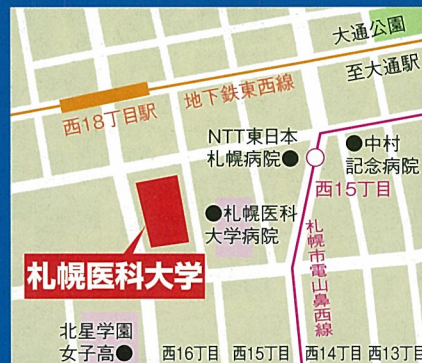 大通公園
至大通駅
地下鉄東西線
西18丁目駅
NTT東日本
札幌病院●
●中村
記念病院
西15丁目
●札幌医科
大学病院
札幌市電山鼻西線
札幌医科大学
北星学園
女子高●
西16丁目
西15丁目
西14丁目
西13丁目